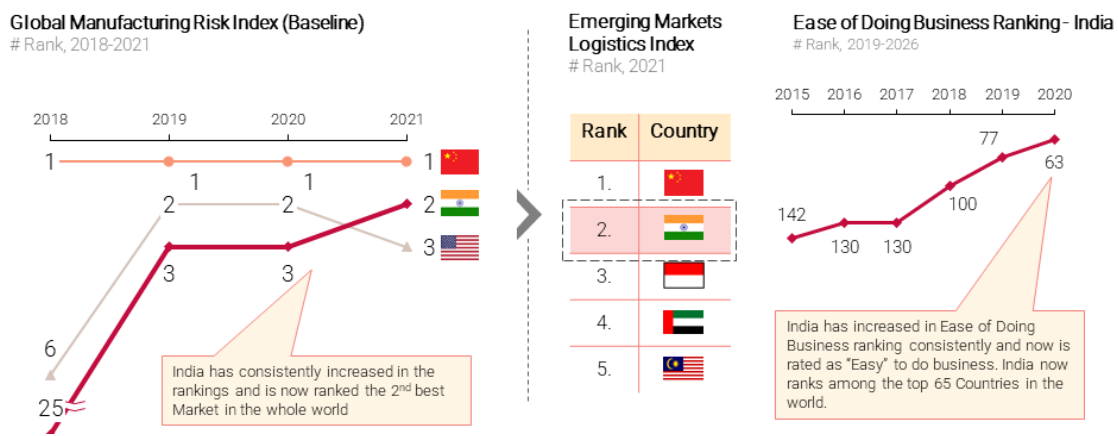 Global Manufacturing Risk Index (Baseline)
# Rank, 2018-2021
2018
2019
2020
2021
1
1
1
1
2
2
2
6
3
3
3
25
India has consistently increased in the
rankings and is now ranked the 2nd best
Market in the whole world
Emerging Markets
Logistics Index
# Rank, 2021
Rank Country
1.
2.
3.
4.
5.
Ease of Doing Business Ranking - India
# Rank, 2019-2026
2015 2016 2017 2018 2019 2020
142
130
130
100
77
63
India has increased in Ease of Doing
Business ranking consistently and now is
rated as “Easy” to do business. India now
ranks among the top 65 Countries in the
world.